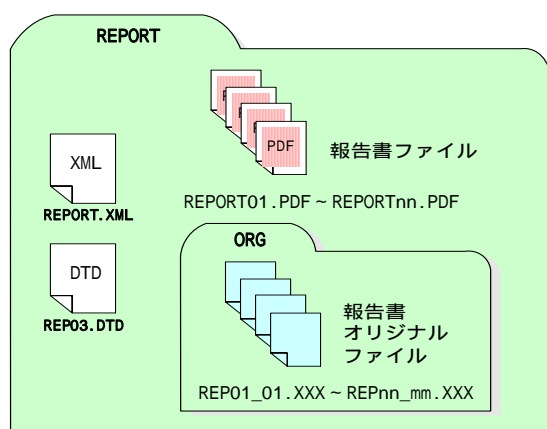 REPORT
PDF
報告書ファイル
XML
REPORT.XML
REPORT01.PDF ~ REPORTnn.PDF
ORG
DTD
REP03.DTD
報告書
オリジナル
ファイル
REP01_01.XXX ~ REPnn_mm.XXX